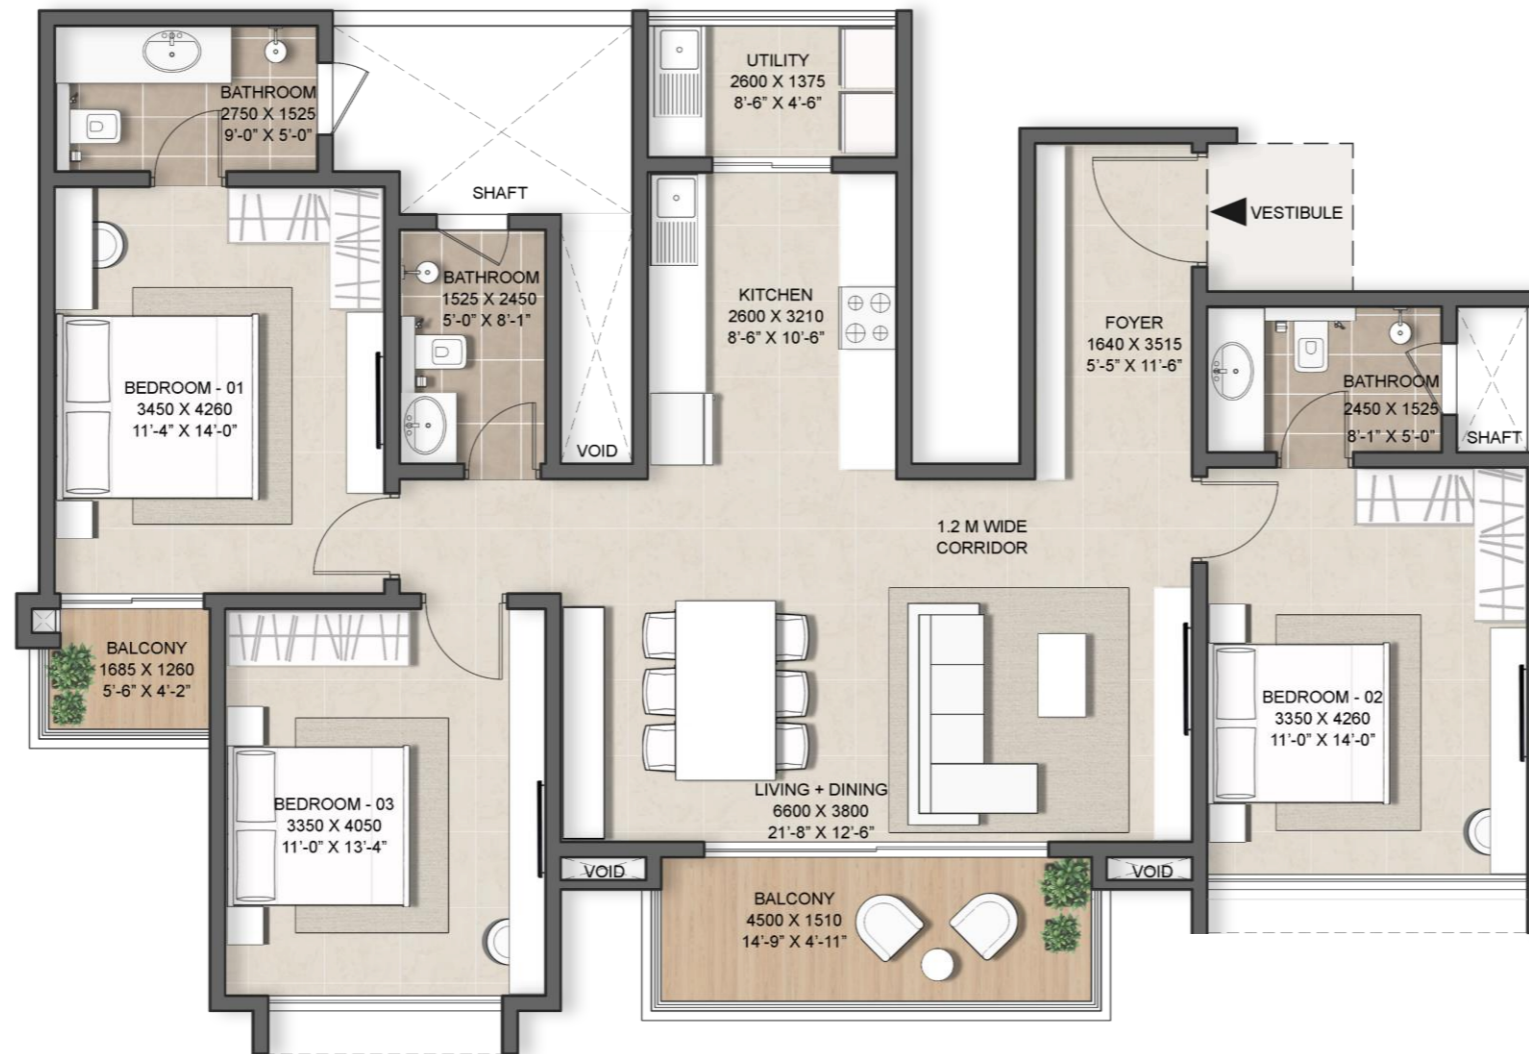 BATHROOM
2750 X 1525
9'-0" X 5'-0"
UTILITY
2600 X 1375
8'-6" X 4'-6"
SHAFT
VESTIBULE
BATHROOM
1525 X 2450
5'-0" X 8'-1"
KITCHEN
2600 X 3210
8'-6" X 10'-6"
FOYER
1640 X 3515
5'-5" X 11'-6"
BEDROOM - 01
3450 X 4260
11'-4" X 14'-0"
BATHROOM
2450 X 1525
8'-1" X 5'-0"
SHAFT
VOID
1.2 M WIDE
CORRIDOR
BALCONY
1685 X 1260
5'-6" X 4'-2"
BEDROOM - 02
3350 X 4260
11'-0" X 14'-0"
BEDROOM - 03
3350 X 4050
11'-0" X 13'-4"
LIVING + DINING
6600 X 3800
21'-8" X 12'-6"
VOID
VOID
BALCONY
4500 X 1510
14'-9" X 4'-11"